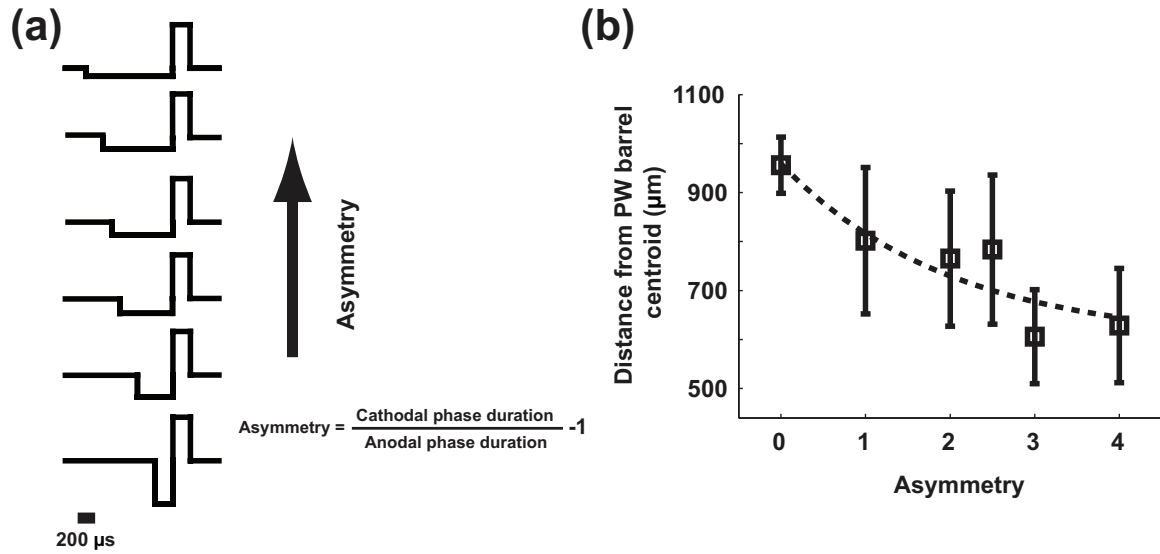 (a)
Asymmetry
Asymmetry = Cathodal phase duration / Anodal phase duration -1
200 µs
(b)
Distance from PW barrel
centroid (µm)
1100
900
700
500
0 1 2 3 4
Asymmetry